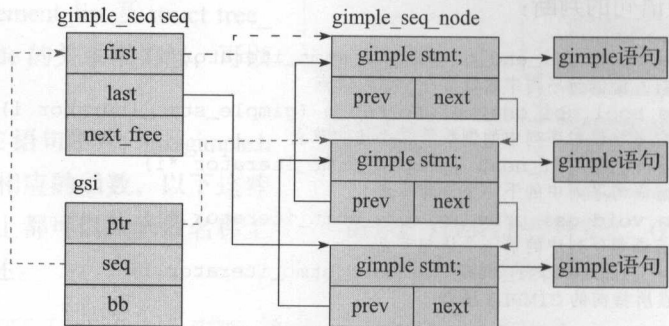 gimple_seq seq
first
last
next_free
gsi
ptr
seq
bb
gimple_seq_node
gimple stmt;
prev next
gimple stmt;
prev next
gimple stmt;
prev next
gimple语句
gimple语句
gimple语句